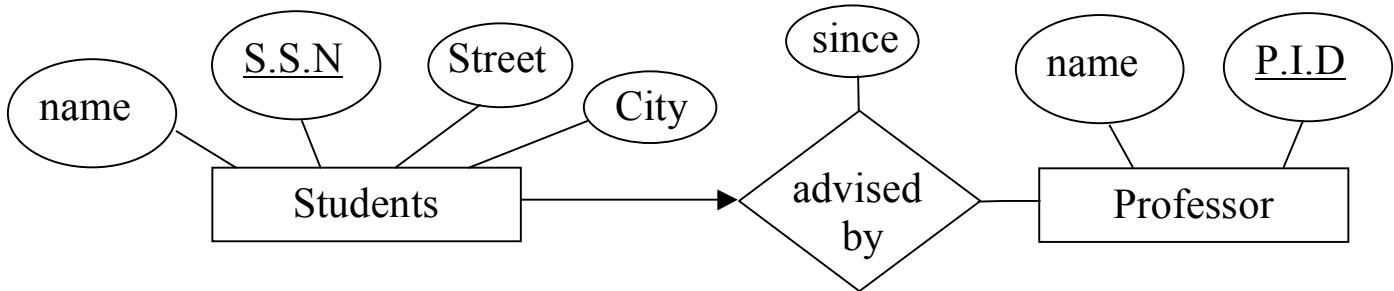 name
S.S.N
Street
City
since
name
P.I.D
Students
advised
by
Professor